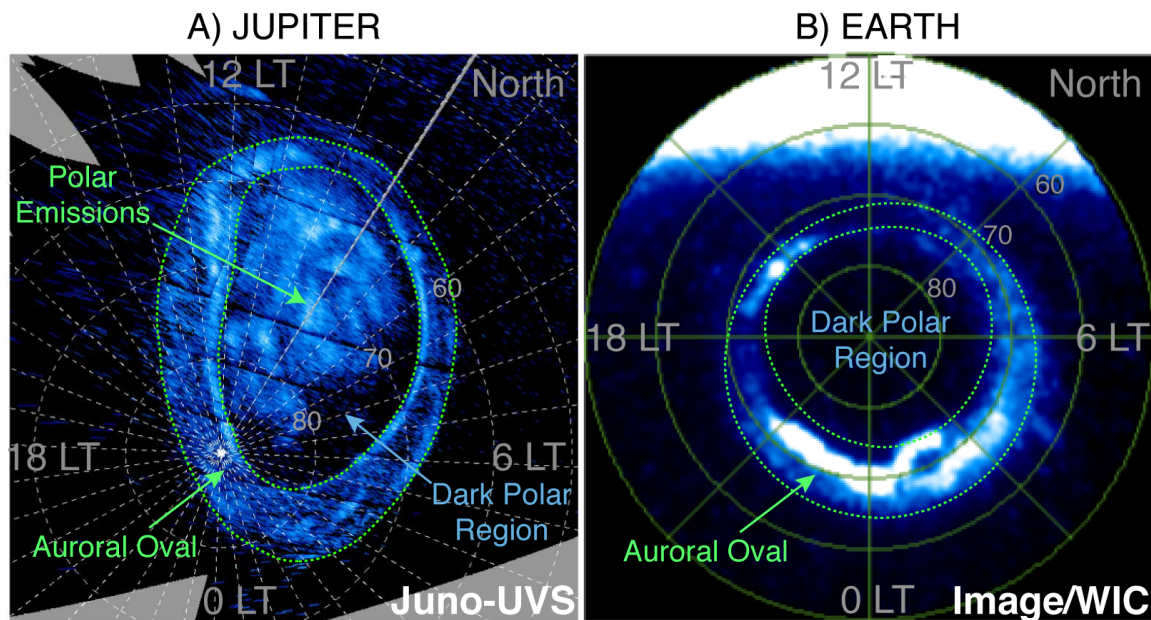 A) JUPITER
12 LT
North
Polar
Emissions
60
70
80
18 LT
6 LT
Dark Polar
Region
Auroral Oval
0 LT
Juno-UVS
B) EARTH
12 LT
North
60
70
80
Dark Polar
Region
18 LT
6 LT
Auroral Oval
0 LT
Image/WIC